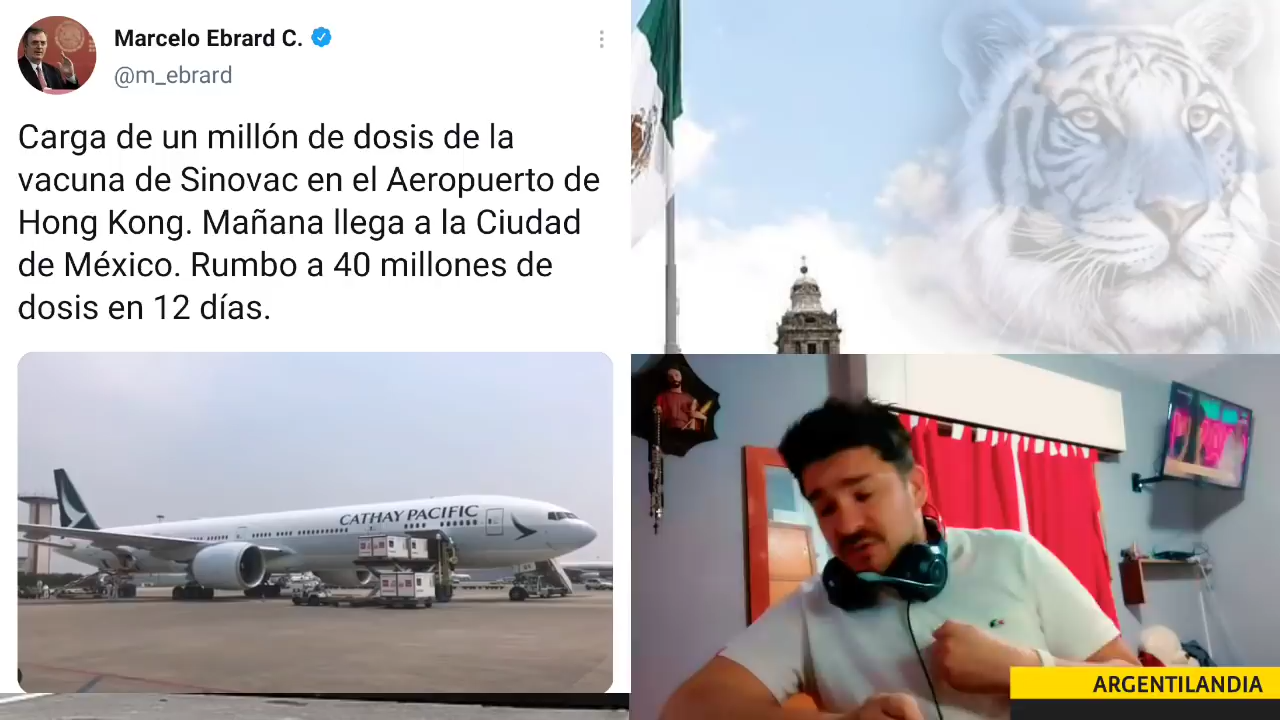 Marcelo Ebrard C.
@m_ebrard
Carga de un millón de dosis de la
vacuna de Sinovac en el Aeropuerto de
Hong Kong. Mañana llega a la Ciudad
de México. Rumbo a 40 millones de
dosis en 12 días.
CATHAY PACIFIC
ARGENTILANDIA